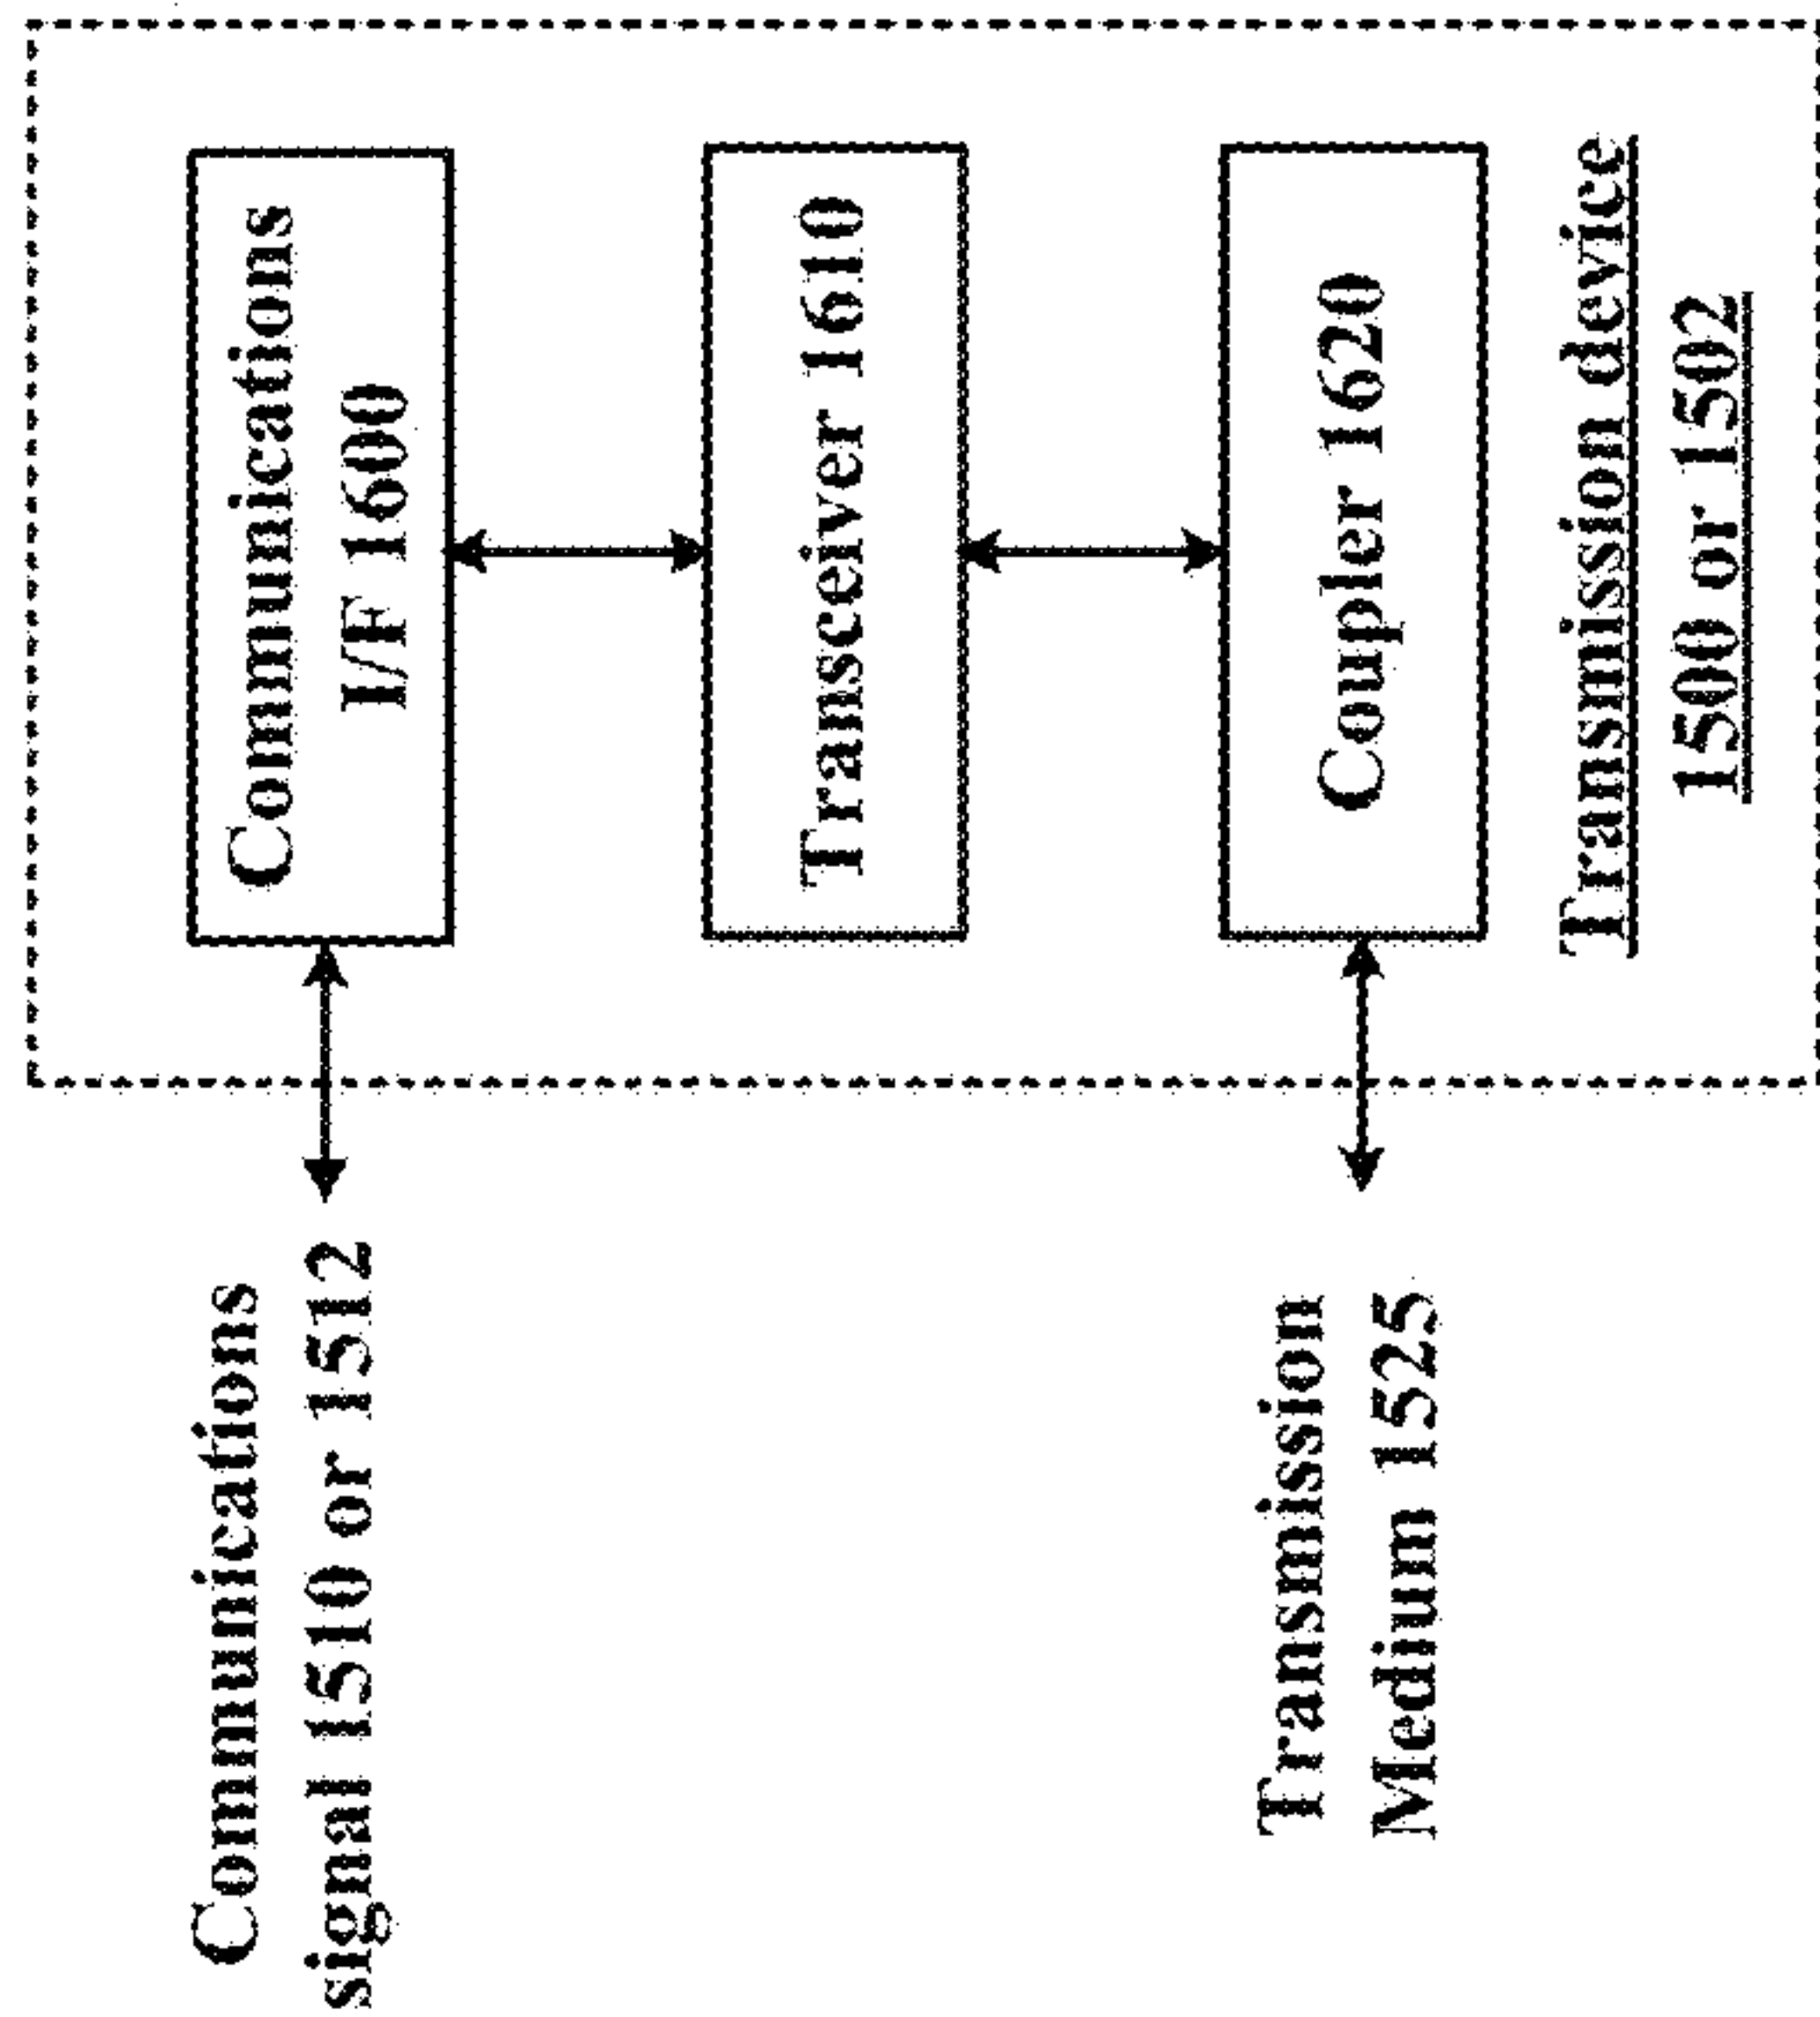 Communications
signal 1510 or 1512
Communications
I/F 1600
Transceiver 1610
Transmission
Medium 1525
Coupler 1620
Transmission device
1500 or 1502